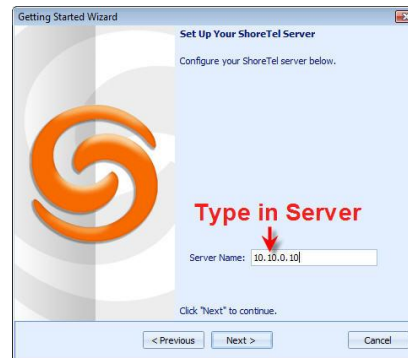 Getting Started Wizard
Set Up Your ShoreTel Server
Configure your ShoreTel server below.
Type in Server
Server Name: 10.10.0.10
Click "Next" to continue.
< Previous Next > Cancel